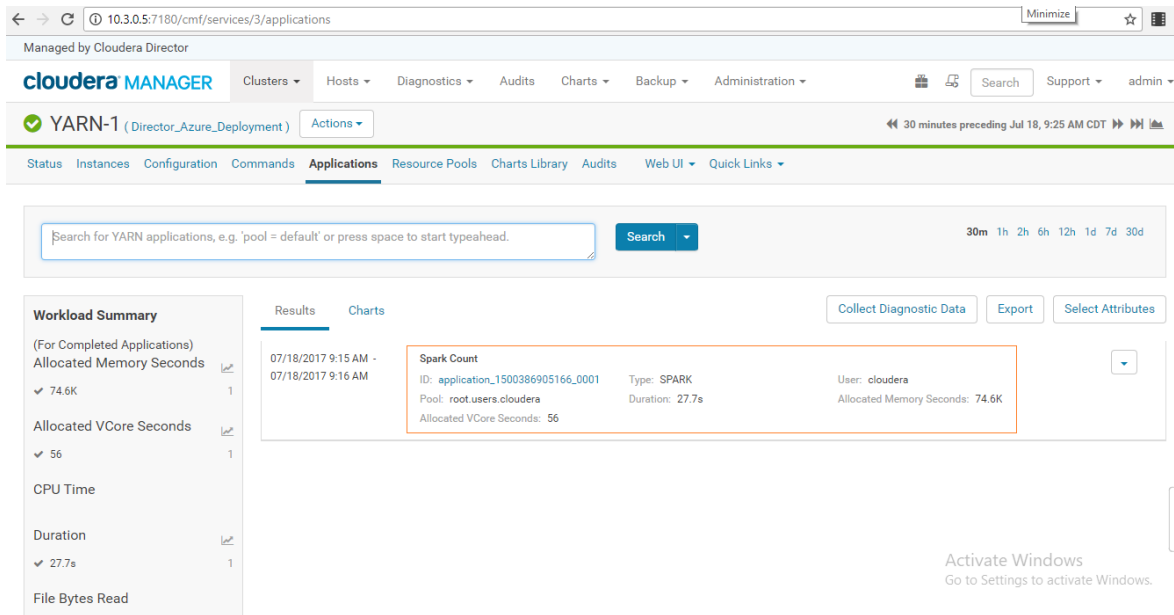 Minimize
10.3.0.5:7180/cmf/services/3/applications
Managed by Cloudera Director
cloudera MANAGER Clusters Hosts Diagnostics Audits Charts Backup Administration Search Support admin
YARN-1 ( Director_Azure_Deployment ) Actions 30 minutes preceding Jul 18, 9:25 AM CDT
Status Instances Configuration Commands Applications Resource Pools Charts Library Audits Web UI Quick Links
Search for YARN applications, e.g. 'pool = default' or press space to start typeahead. Search 30m 1h 2h 6h 12h 1d 7d 30d
Workload Summary
(For Completed Applications)
Allocated Memory Seconds
74.6K 1
Allocated VCore Seconds
56 1
CPU Time
Duration
27.7s 1
File Bytes Read
Results Charts Collect Diagnostic Data Export Select Attributes
07/18/2017 9:15 AM -
07/18/2017 9:16 AM
Spark Count
ID: application_1500386905166_0001 Type: SPARK User: cloudera
Pool: root.users.cloudera Duration: 27.7s Allocated Memory Seconds: 74.6K
Allocated VCore Seconds: 56
Activate Windows
Go to Settings to activate Windows.